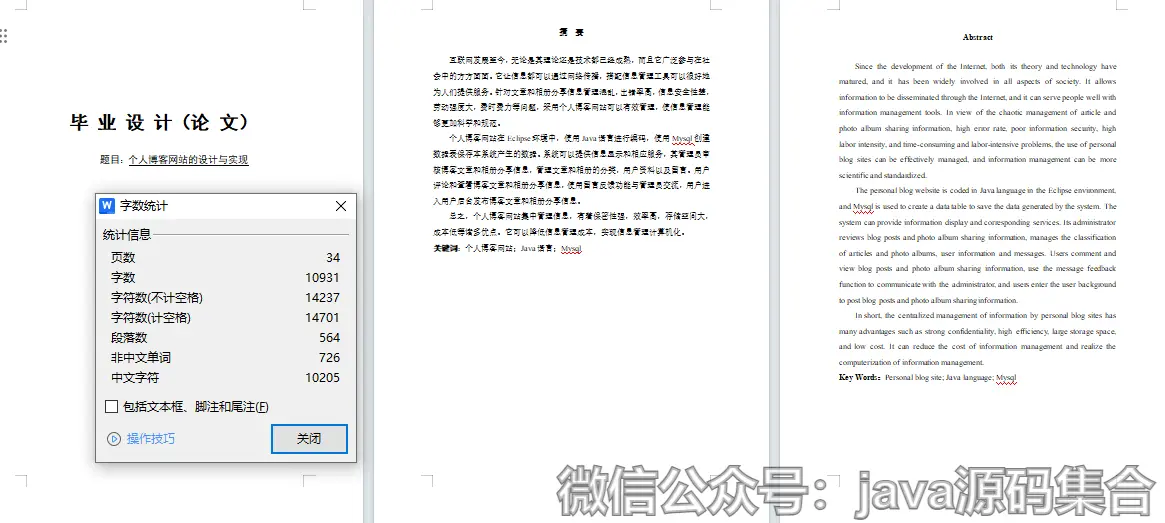 毕 业 设 计（论 文）
题目：个人博客网站的设计与实现
字数统计
统计信息
页数 34
字数 10931
字符数(不计空格) 14237
字符数(计空格) 14701
段落数 564
非中文单词 726
中文字符 10205
包括文本框、脚注和尾注(F)
操作技巧
关闭
摘 要
互联网发展至今，无论是其理论还是技术都已经成熟，而且它广泛参与在社
会中的方方面面。它让信息都可以通过网络传播，搭配信息管理工具可以很好地
为人们提供服务。针对文章和相册分享信息管理混乱，出错率高，信息安全性差，
劳动强度大，费时费力等问题，采用个人博客网站可以有效管理，使信息管理能
够更加科学和规范。
个人博客网站在 Eclipse 环境中，使用 Java 语言进行编码，使用 Mysql 创建
数据表保存本系统产生的数据。系统可以提供信息显示和相应服务，其管理员审
核博客文章和相册分享信息，管理文章和相册的分类，用户资料以及留言。用户
评论和查看博客文章和相册分享信息，使用留言反馈功能与管理员交流，用户进
入用户后台发布博客文章和相册分享信息。
总之，个人博客网站集中管理信息，有着保密性强，效率高，存储空间大，
成本低等诸多优点。它可以降低信息管理成本，实现信息管理计算机化。
关键词：个人博客网站；Java 语言；Mysql
Abstract
Since the development of the Internet, both its theory and technology have
matured, and it has been widely involved in all aspects of society. It allows
information to be disseminated through the Internet, and it can serve people well with
information management tools. In view of the chaotic management of article and
photo album sharing information, high error rate, poor information security, high
labor intensity, and time-consuming and labor-intensive problems, the use of personal
blog sites can be effectively managed, and information management can be more
scientific and standardized.
The personal blog website is coded in Java language in the Eclipse environment,
and Mysql is used to create a data table to save the data generated by the system. The
system can provide information display and corresponding services. Its administrator
reviews blog posts and photo album sharing information, manages the classification
of articles and photo albums, user information and messages. Users comment and
view blog posts and photo album sharing information, use the message feedback
function to communicate with the administrator, and users enter the user background
to post blog posts and photo album sharing information.
In short, the centralized management of information by personal blog sites has
many advantages such as strong confidentiality, high efficiency, large storage space,
and low cost. It can reduce the cost of information management and realize the
computerization of information management.
Key Words: Personal blog site; Java language; Mysql
微信公众号：java源码集合